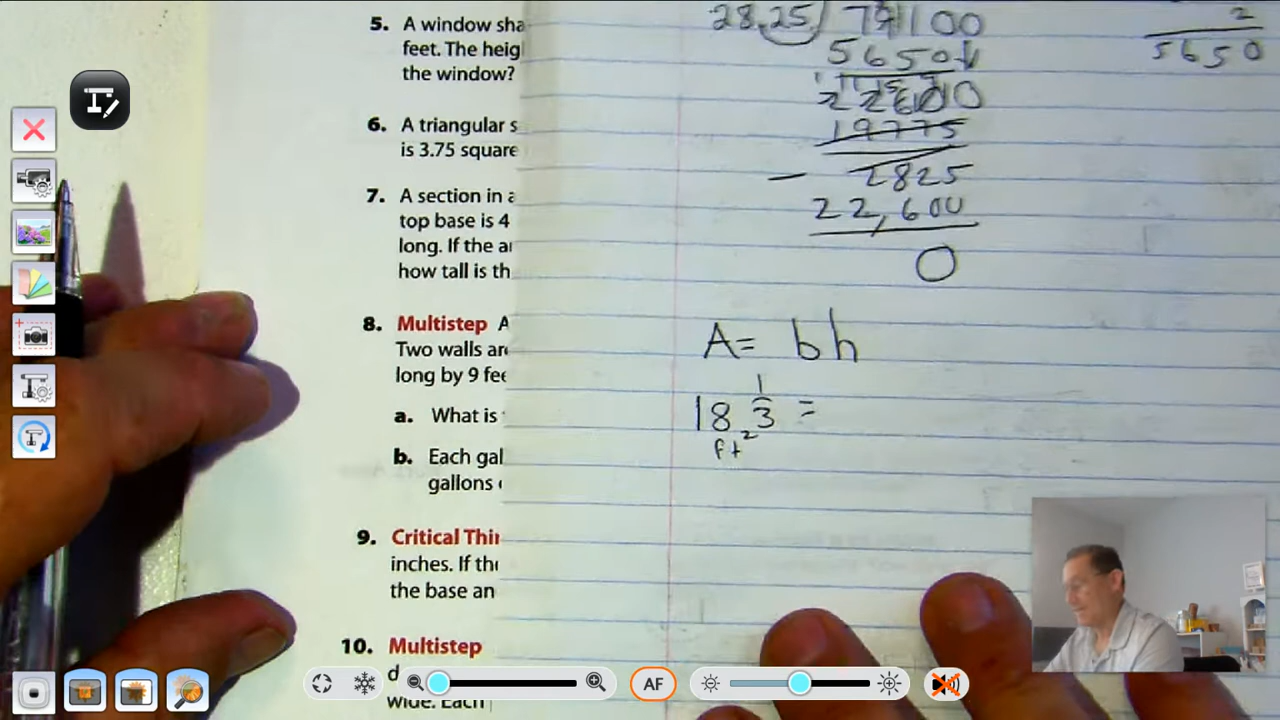 5. A window sha
feet. The heig
the window?
6. A triangular s
is 3.75 square
7. A section in a
top base is 4
long. If the ar
how tall is th
8. Multistep A
Two walls are
long by 9 fee
a. What is
b. Each gal
gallons
9. Critical Thin
inches. If the
the base an
10. Multistep
d
wide. Each
28.25
00
2
5650
5650
19775
- 2825
22,600
0
A = bh
18 1/3 =
ft²
AF